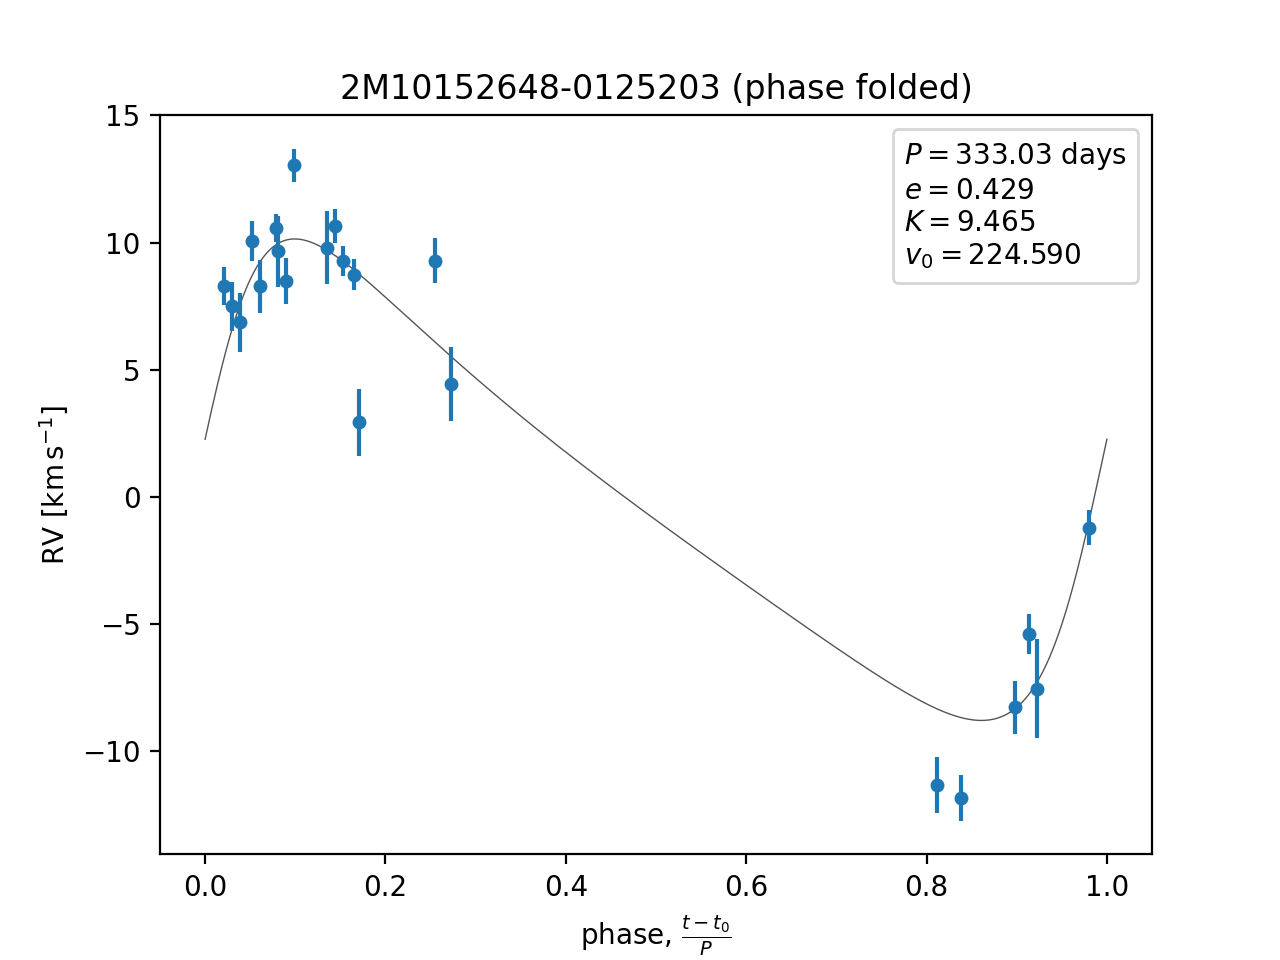 2M10152648-0125203 (phase folded)
P = 333.03 days
e = 0.429
K = 9.465
v₀ = 224.590
15
10
5
0
−5
−10
RV [km s⁻¹]
0.0 0.2 0.4 0.6 0.8 1.0
phase, (t − t₀)/P